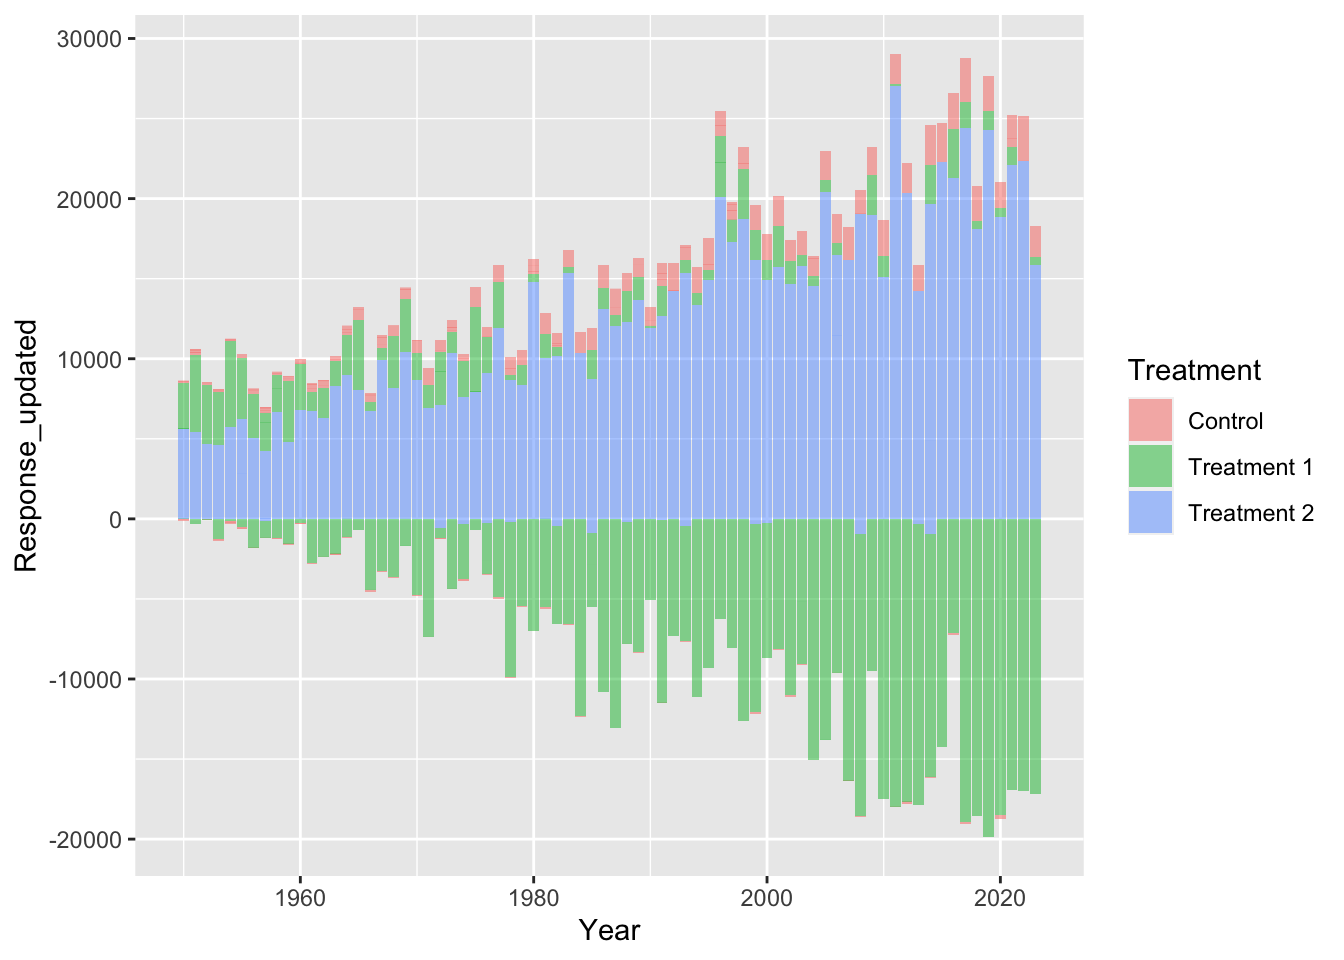 Response_updated
30000
20000
10000
0
-10000
-20000
1960 1980 2000 2020
Year
Treatment
Control
Treatment 1
Treatment 2